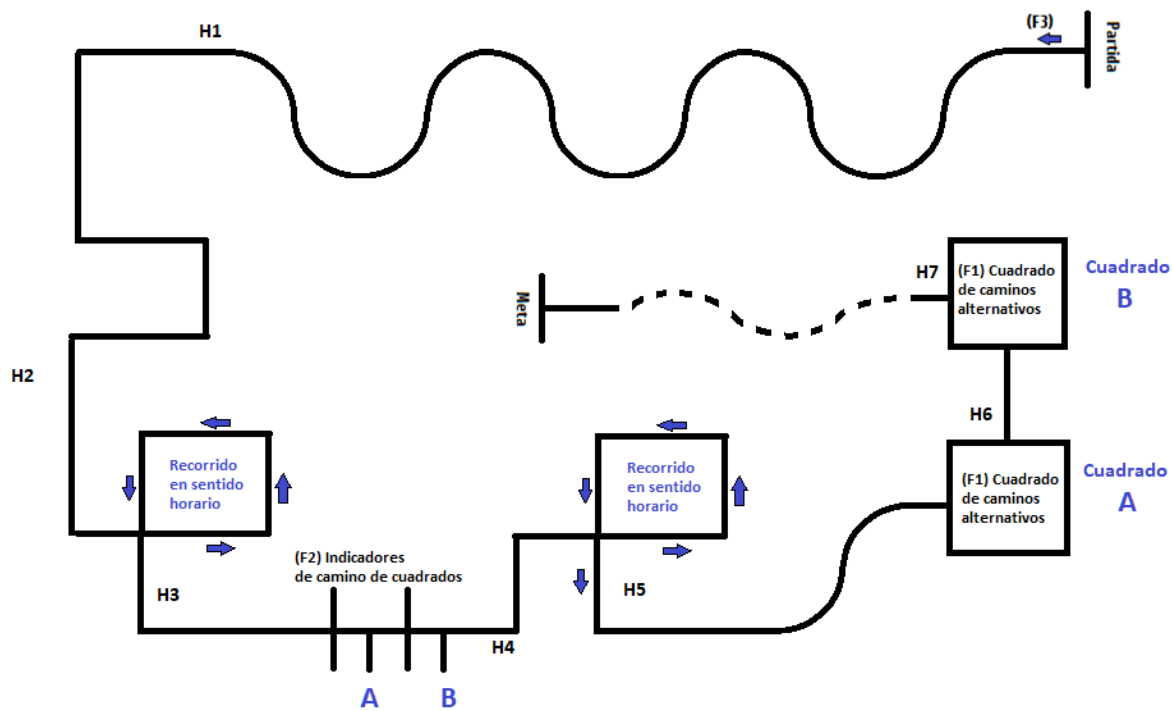 H1
(F3)
Partida
H2
Meta
H7
(F1) Cuadrado
de caminos
alternativos
Cuadrado
B
H6
Recorrido
en sentido
horario
Recorrido
en sentido
horario
(F1) Cuadrado
de caminos
alternativos
Cuadrado
A
H3
(F2) Indicadores
de camino de cuadrados
H4
H5
A
B